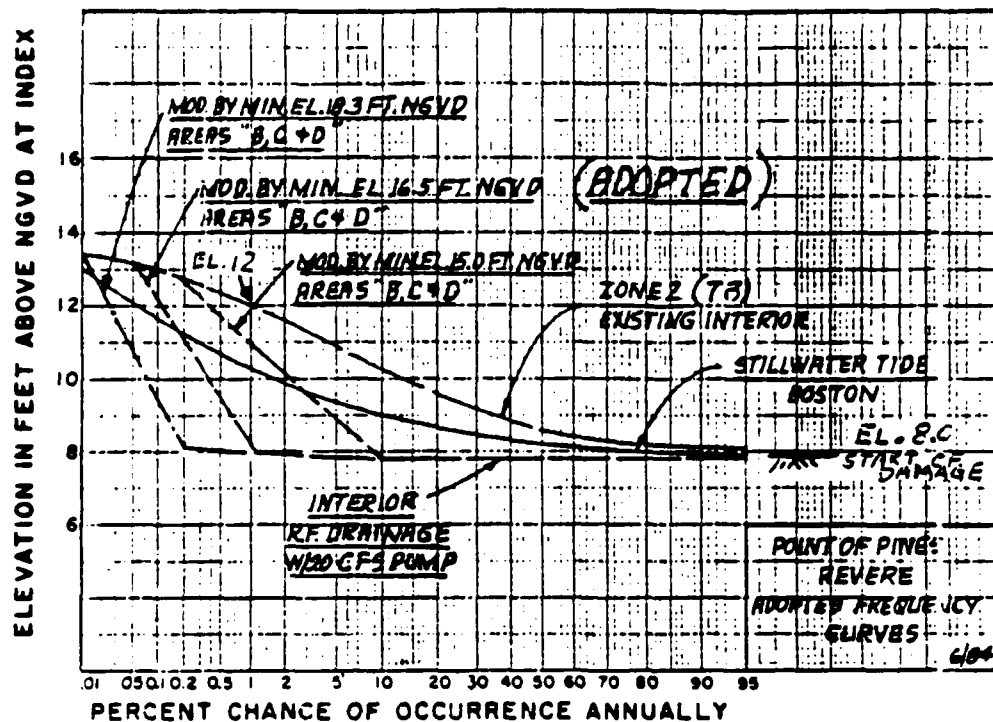 ELEVATION IN FEET ABOVE NGVD AT INDEX
16
14
12
10
8
6
MOD. BY MIN. EL. 18.3 FT. NGVD
AREAS "B, C & D"
MOD. BY MIN. EL 16.5 FT. NGVD
AREAS "B, C & D"
(ADOPTED)
EL. 12
MOD. BY MIN EL 15.0 FT. NGVD
AREAS "B, C & D"
ZONE 2 (TB)
EXISTING INTERIOR
STILLWATER TIDE
BOSTON
EL. 8.0
START OF
DAMAGE
INTERIOR
R.F. DRAINAGE
W/20 CFS PUMP
POINT OF PINES
REVERE
ADOPTED FREQUENCY
CURVES
6/84
.01 .05 0.1 0.2 0.5 1 2 5 10 20 30 40 50 60 70 80 90 95
PERCENT CHANCE OF OCCURRENCE ANNUALLY